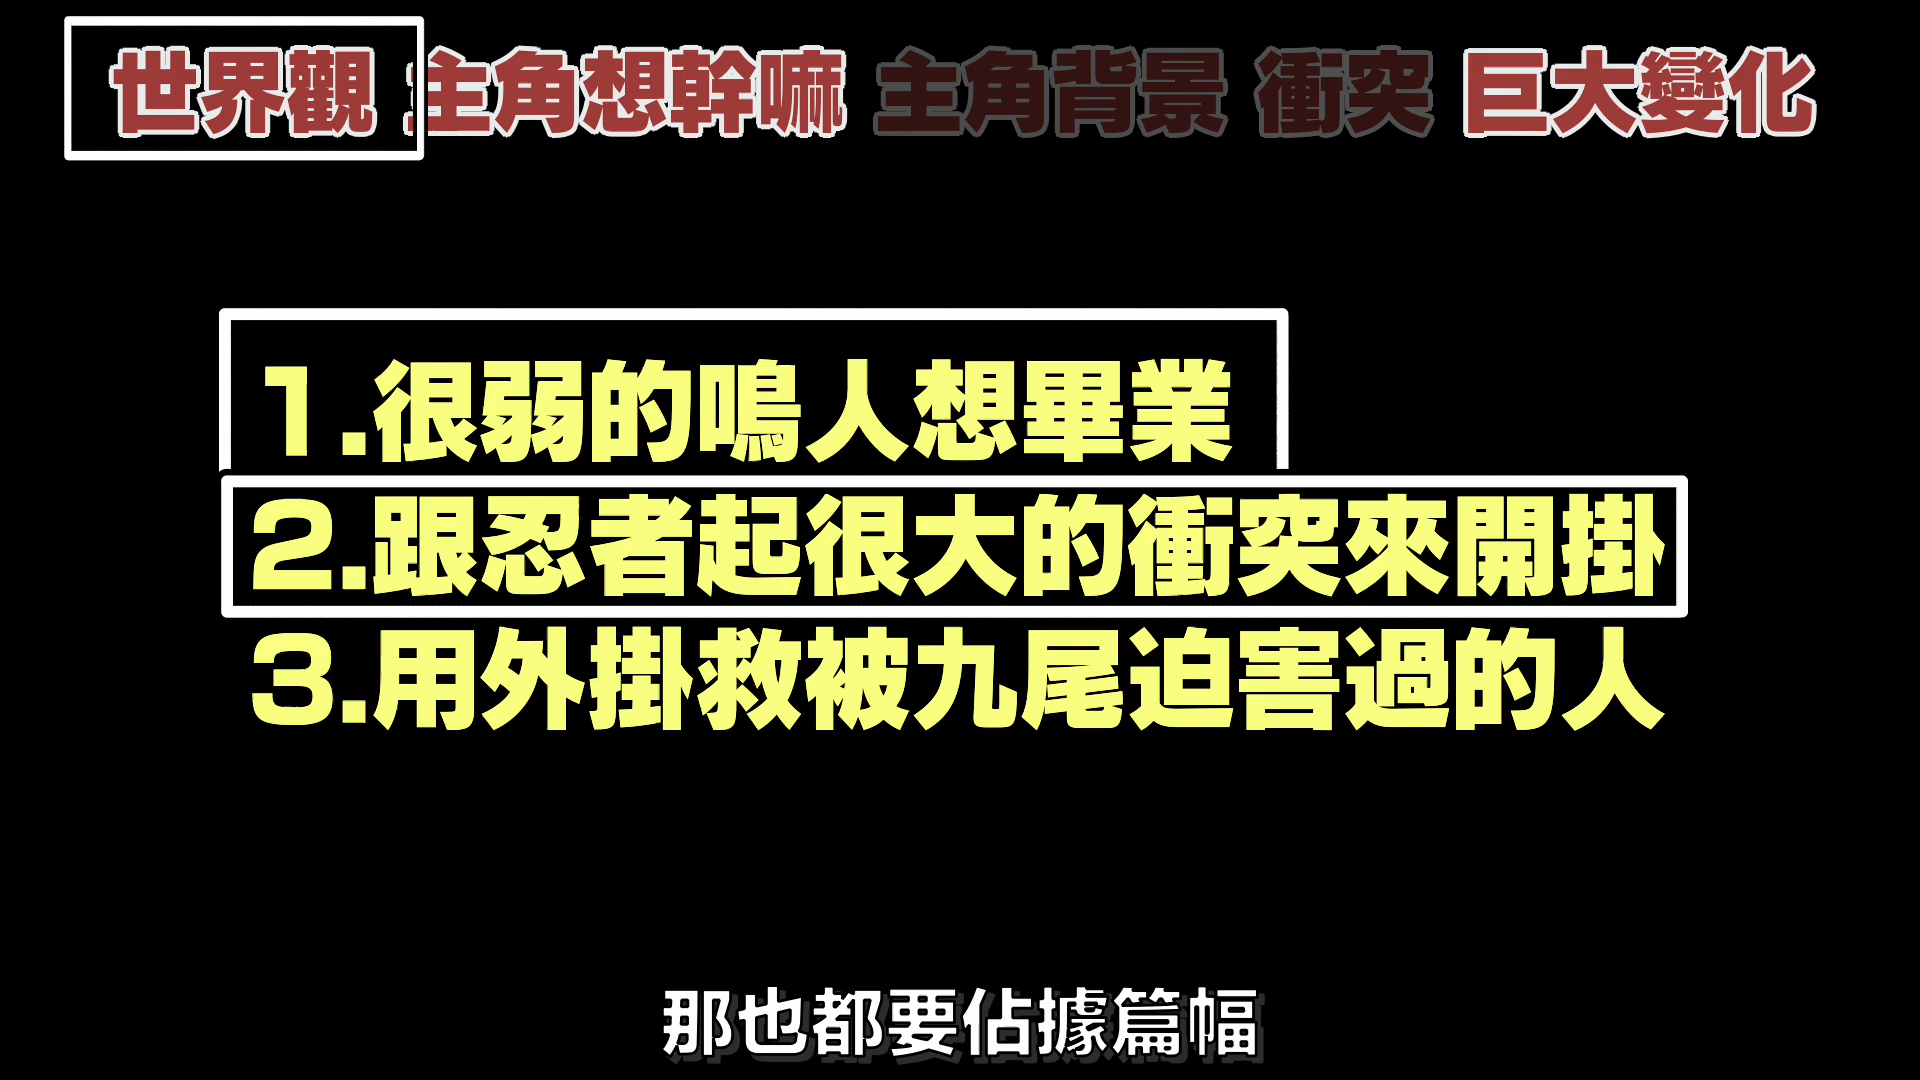 世界觀 主角想幹嘛 主角背景 衝突 巨大變化
1.很弱的鳴人想畢業
2.跟忍者起很大的衝突來開掛
3.用外掛救被九尾迫害過的人
那也都要佔據篇幅